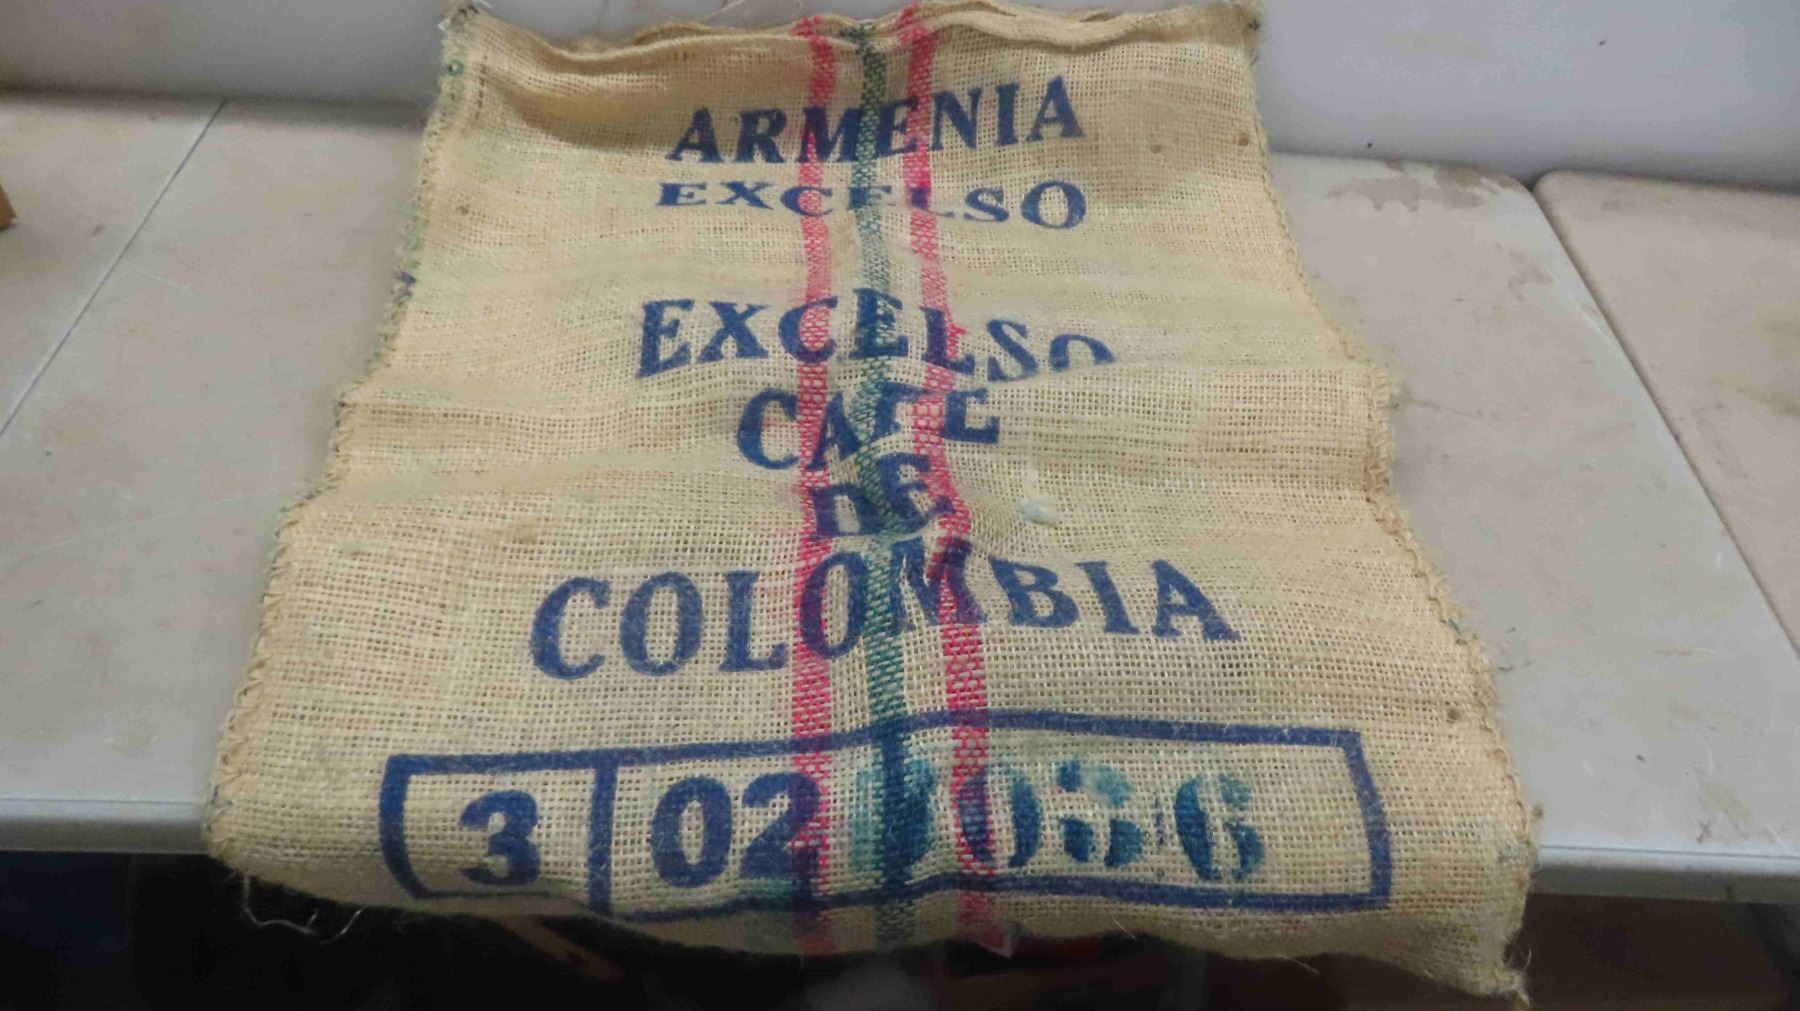 ARMENIA
EXCELSO
EXCELSO
CAFE
DE
COLOMBIA
3 02